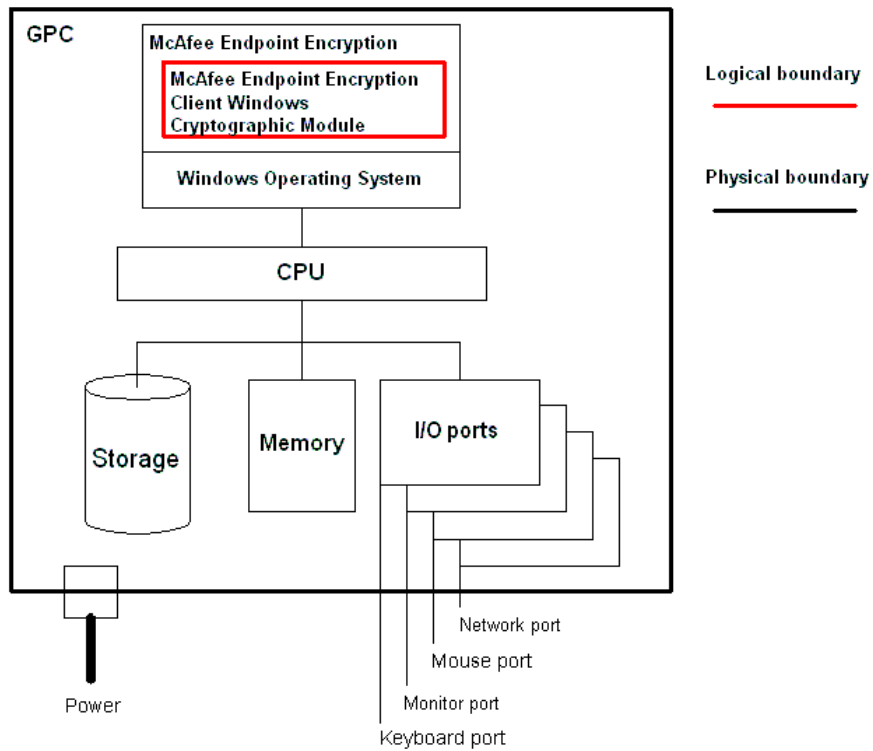 GPC
McAfee Endpoint Encryption
McAfee Endpoint Encryption
Client Windows
Cryptographic Module
Windows Operating System
CPU
Storage
Memory
I/O ports
Network port
Mouse port
Monitor port
Keyboard port
Power
Logical boundary
Physical boundary